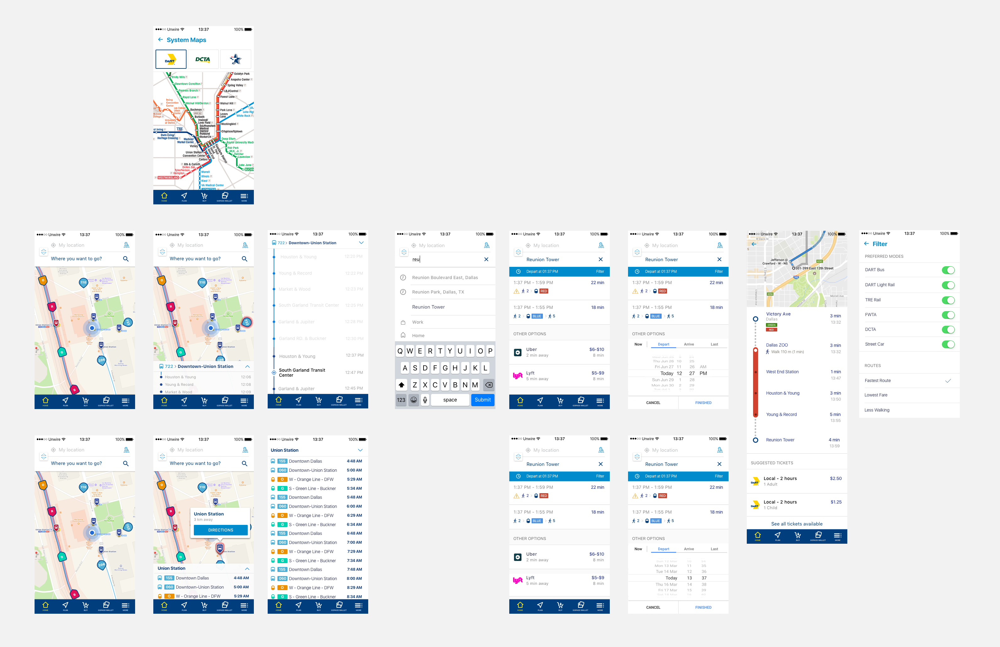 Unwire 13:37 100%
System Maps
DART DCTA
Galatyn Park
Trinity Mills P
Arapaho Center P
Downtown Carrollton P
Spring Valley P
Farmers Branch P
LBJ/Central P
Royal Lane P
Forest Lane P
Irving Convention Center
Walnut Hill/Denton P
Walnut Hill P
Las Colinas Urban Center
Bachman P
Park Lane P
Lake High
Burbank
Lovers Lane
White Rock P
University of Dallas
Inwood/Love Field P
Southwestern Medical District/Parkland
Mockingbird P
TRE
Cityplace/Uptown
Dwtn Irving/Heritage Crossing P
Market Ctr P
Medical/Market Center
Deep Ellum
Baylor University Medi
Victory
Fair Park
MLK, Jr. P
Union Station
Hatcher
Convention Center
Lawnview P
Cedars
West End
Akard
St. Paul
Pearl/Arts District
8th & Corinth
Lake June P
Dallas Zoo
BUCKN
Tyler/Vernon
Hampton
Morrell
WESTMORELAND
Illinois P
Kiest P
VA Medical Center
LEDBETTER
HOME PLAN BUY GOPASS WALLET MORE
Unwire 13:37 100%
My location
Where you want to go?
O
110
R
722
Union Station
206
R
HOME PLAN BUY GOPASS WALLET MORE
Unwire 13:37 100%
My location
Where you want to go?
O
110
R
722
Union Station
206
722 > Downtown-Union Station
Houston & Young 12:06
Young & Record 12:08
Market & Wood 12:09
HOME PLAN BUY GOPASS WALLET MORE
Unwire 13:37 100%
722 > Downtown-Union Station
Houston & Young 12:20 PM
Young & Record 12:22 PM
Market & Wood 12:23 PM
South Garland Transit Center 12:25 PM
Garland & Jupiter 12:28 PM
Garland RD. & Buckner 12:30 PM
Houston & Young 12:37 PM
South Garland Transit Center 12:47 PM
Garland & Jupiter 12:45 PM
HOME PLAN BUY GOPASS WALLET MORE
Unwire 13:37 100%
My location
reu
Reunion Boulevard East, Dallas
Reunion Park, Dallas, TX
Reunion Tower
Work
Home
Q W E R T Y U I O P
A S D F G H J K L
Z X C V B N M
123 space Submit
Unwire 13:37 100%
My location
Reunion Tower
Depart at 01:37 PM Filter
1:37 PM - 1:59 PM 22 min
2 RED
1:37 PM - 1:55 PM 18 min
2 BLUE 5
OTHER OPTIONS
Uber $6-$10
2 min away 8 min
Lyft $5-$9
5 min away 8 min
HOME PLAN BUY GOPASS WALLET MORE
Unwire 13:37 100%
My location
Reunion Tower
Depart at 01:37 PM Filter
1:37 PM - 1:59 PM 22 min
2 RED
1:37 PM - 1:55 PM 18 min
2 BLUE 5
OTHER OPTIONS
Now Depart Arrive Last
Wed Jun 25 9 24
Thu Jun 26 10 25
Fri Jun 27 11 26 AM
Today 12 27 PM
Sun Jun 29 1 28
Mon Jun 30 2 29
Tue Jul 1 3 30
CANCEL FINISHED
Unwire 13:37 100%
W Davis St
Jefferson @ Crawford - W - NS
301-399 East 12th Street
Morrell Ave
Victory Ave 3 min
Dallas 13:32
GREEN
RED
Dallas ZOO 3 min
Walk 110 m (1 min) 13:32
West End Station 1 min
13:47
Houston & Young 3 min
13:50
Young & Record 5 min
13:55
Reunion Tower 4 min
13:59
SUGGESTED TICKETS
Local - 2 hours $2.50
1 Adult
Local - 2 hours $1.25
1 Child
See all tickets available
HOME PLAN BUY GOPASS WALLET MORE
Unwire 13:37 100%
Filter
PREFERRED MODES
DART Bus
DART Light Rail
TRE Rail
FWTA
DCTA
Street Car
ROUTES
Fastest Route
Lowest Fare
Less Walking
Unwire 13:37 100%
My location
Where you want to go?
O
110
R
722
Union Station
206
R
HOME PLAN BUY GOPASS WALLET MORE
Unwire 13:37 100%
My location
Where you want to go?
O
110
R
Union Station
3 km away
DIRECTIONS
Union Station
155 Downtown Dallas 4:48 AM
060 Downtown-Union Station 5:00 AM
O W - Orange Line - DFW 5:29 AM
HOME PLAN BUY GOPASS WALLET MORE
Unwire 13:37 100%
Union Station
155 Downtown Dallas 4:48 AM
060 Downtown-Union Station 5:00 AM
O W - Orange Line - DFW 5:29 AM
G S - Green Line - Buckner 5:34 AM
155 Downtown Dallas 5:48 AM
060 Downtown-Union Station 6:00 AM
O W - Orange Line - DFW 6:29 AM
G S - Green Line - Buckner 6:34 AM
155 Downtown Dallas 6:48 AM
060 Downtown-Union Station 7:00 AM
O W - Orange Line - DFW 7:29 AM
G S - Green Line - Buckner 7:34 AM
155 Downtown Dallas 7:48 AM
060 Downtown-Union Station 8:00 AM
O W - Orange Line - DFW 8:29 AM
G S - Green Line - Buckner 8:34 AM
HOME PLAN BUY GOPASS WALLET MORE
Unwire 13:37 100%
My location
Reunion Tower
Depart at 01:37 PM Filter
1:37 PM - 1:59 PM 22 min
2 RED
1:37 PM - 1:55 PM 18 min
2 BLUE 5
OTHER OPTIONS
Uber $6-$10
2 min away 8 min
Lyft $5-$9
5 min away 8 min
HOME PLAN BUY GOPASS WALLET MORE
Unwire 13:37 100%
My location
Reunion Tower
Depart at 01:37 PM Filter
1:37 PM - 1:59 PM 22 min
2 RED
1:37 PM - 1:55 PM 18 min
2 BLUE 5
OTHER OPTIONS
Now Depart Arrive Last
Sun 12 Mar 10 34
Mon 13 Mar 11 35
Tue 14 Mar 12 36
Today 13 37
Thu 16 Mar 14 38
Fri 17 Mar 15 39
Sat 18 Mar 16 40
CANCEL FINISHED